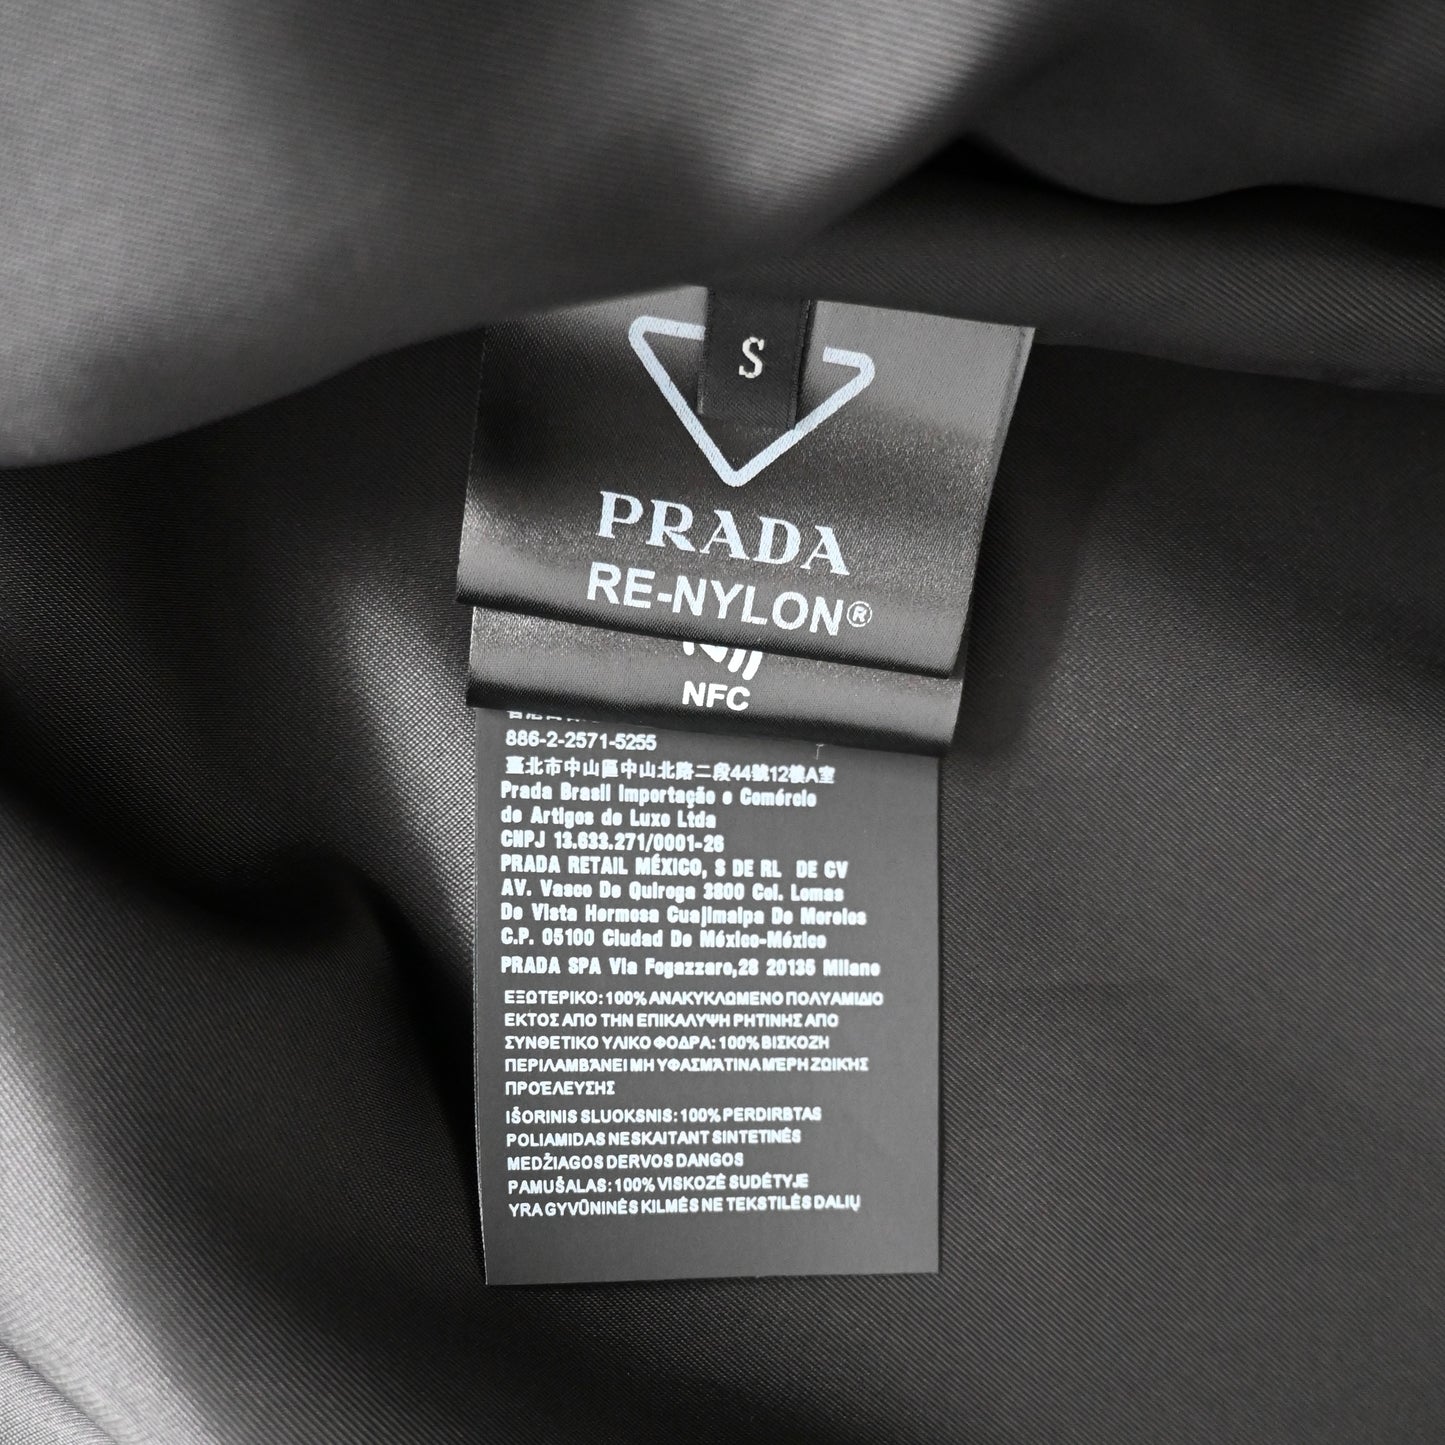 S
PRADA
RE-NYLON®
NFC
886-2-2571-5255
臺北市中山區中山北路二段44號12樓A室
Prada Brasil Importação e Comércio
de Artigos de Luxo Ltda
CNPJ 13.633.271/0001-26
PRADA RETAIL MÉXICO, S DE RL DE CV
AV. Vasco De Quiroga 3800 Col. Lomas
De Vista Hermosa Cuajimalpa De Morelos
C.P. 05100 Ciudad De México-México
PRADA SPA Via Fogazzaro,28 20135 Milano
ΕΞΩΤΕΡΙΚΟ: 100% ΑΝΑΚΥΚΛΩΜΕΝΟ ΠΟΛΥΑΜΙΔΙΟ
ΕΚΤΟΣ ΑΠΟ ΤΗΝ ΕΠΙΚΑΛΥΨΗ ΡΗΤΙΝΗΣ ΑΠΟ
ΣΥΝΘΕΤΙΚΟ ΥΛΙΚΟ ΦΟΔΡΑ: 100% ΒΙΣΚΟΖΗ
ΠΕΡΙΛΑΜΒΆΝΕΙ ΜΗ ΥΦΑΣΜΆΤΙΝΑ ΜΈΡΗ ΖΩΙΚΉΣ
ΠΡΟΈΛΕΥΣΗΣ
IŠORINIS SLUOKSNIS: 100% PERDIRBTAS
POLIAMIDAS NESKAITANT SINTETINĖS
MEDŽIAGOS DERVOS DANGOS
PAMUŠALAS: 100% VISKOZĖ SUDĖTYJE
YRA GYVŪNINĖS KILMĖS NE TEKSTILĖS DALIŲ